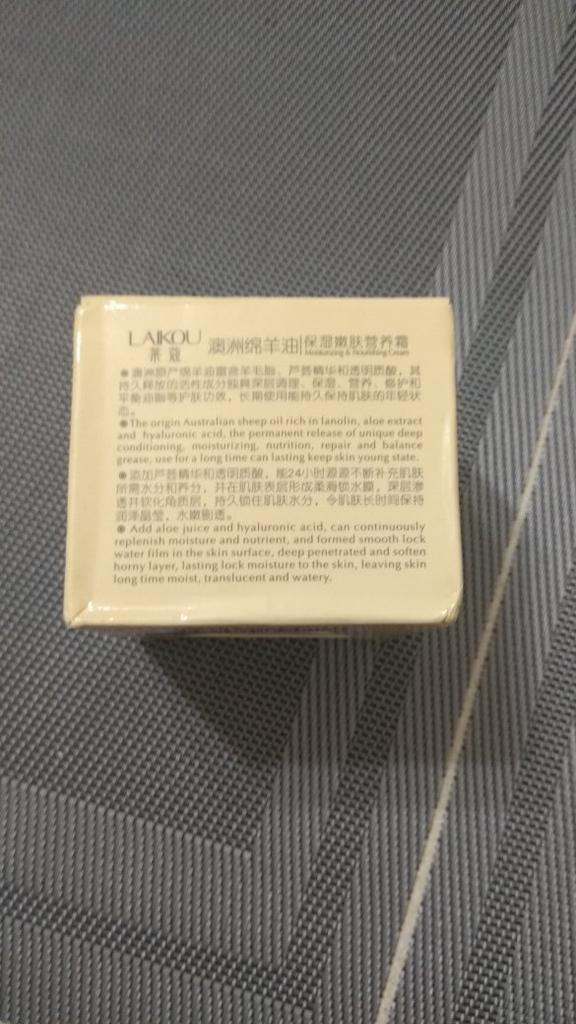 LAIKOU
莱蔻
澳洲绵羊油|保湿嫩肤营养霜
Moisturizing & Nourishing Cream
●澳洲原产绵羊油富含羊毛脂、芦荟精华和透明质酸，其
持久释放的活性成分独具深层调理、保湿、营养、修护和
平衡油脂等护肤功效，长期使用能持久保持肌肤的年轻状
态。
●The origin Australian sheep oil rich in lanolin, aloe extract
and hyaluronic acid, the permanent release of unique deep
conditioning, moisturizing, nutrition, repair and balance
grease, use for a long time can lasting keep skin young state.
●添加芦荟精华和透明质酸，能24小时源源不断补充肌肤
所需水分和养分，并在肌肤表层形成柔滑锁水膜，深层渗
透并软化角质层，持久锁住肌肤水分，令肌肤长时间保持
润泽晶莹，水嫩剔透。
● Add aloe juice and hyaluronic acid, can continuously
replenish moisture and nutrient, and formed smooth lock
water film in the skin surface, deep penetrated and soften
horny layer, lasting lock moisture to the skin, leaving skin
long time moist, translucent and watery.